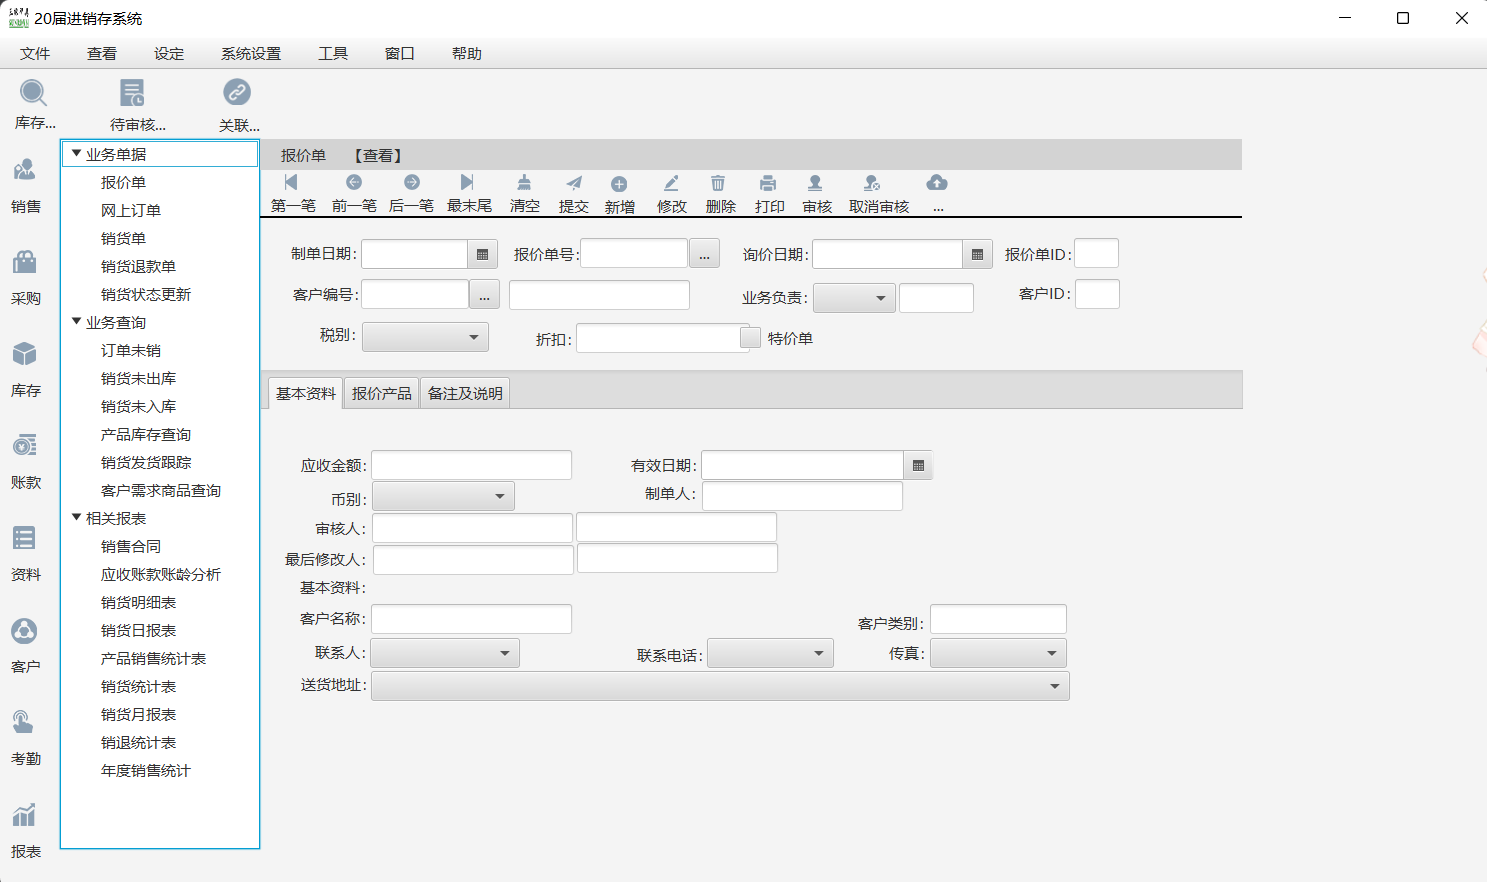 20届进销存系统
文件 查看 设定 系统设置 工具 窗口 帮助
库存... 待审核... 关联...
销售
采购
库存
账款
资料
客户
考勤
报表
业务单据
报价单
网上订单
销货单
销货退款单
销货状态更新
业务查询
订单未销
销货未出库
销货未入库
产品库存查询
销货发货跟踪
客户需求商品查询
相关报表
销售合同
应收账款账龄分析
销货明细表
销货日报表
产品销售统计表
销货统计表
销货月报表
销退统计表
年度销售统计
报价单 【查看】
第一笔 前一笔 后一笔 最末尾 清空 提交 新增 修改 删除 打印 审核 取消审核 ...
制单日期: 报价单号: ... 询价日期: 报价单ID:
客户编号: ... 业务负责: 客户ID:
税别: 折扣: 特价单
基本资料 报价产品 备注及说明
应收金额: 有效日期:
币别: 制单人:
审核人:
最后修改人:
基本资料:
客户名称: 客户类别:
联系人: 联系电话: 传真:
送货地址: